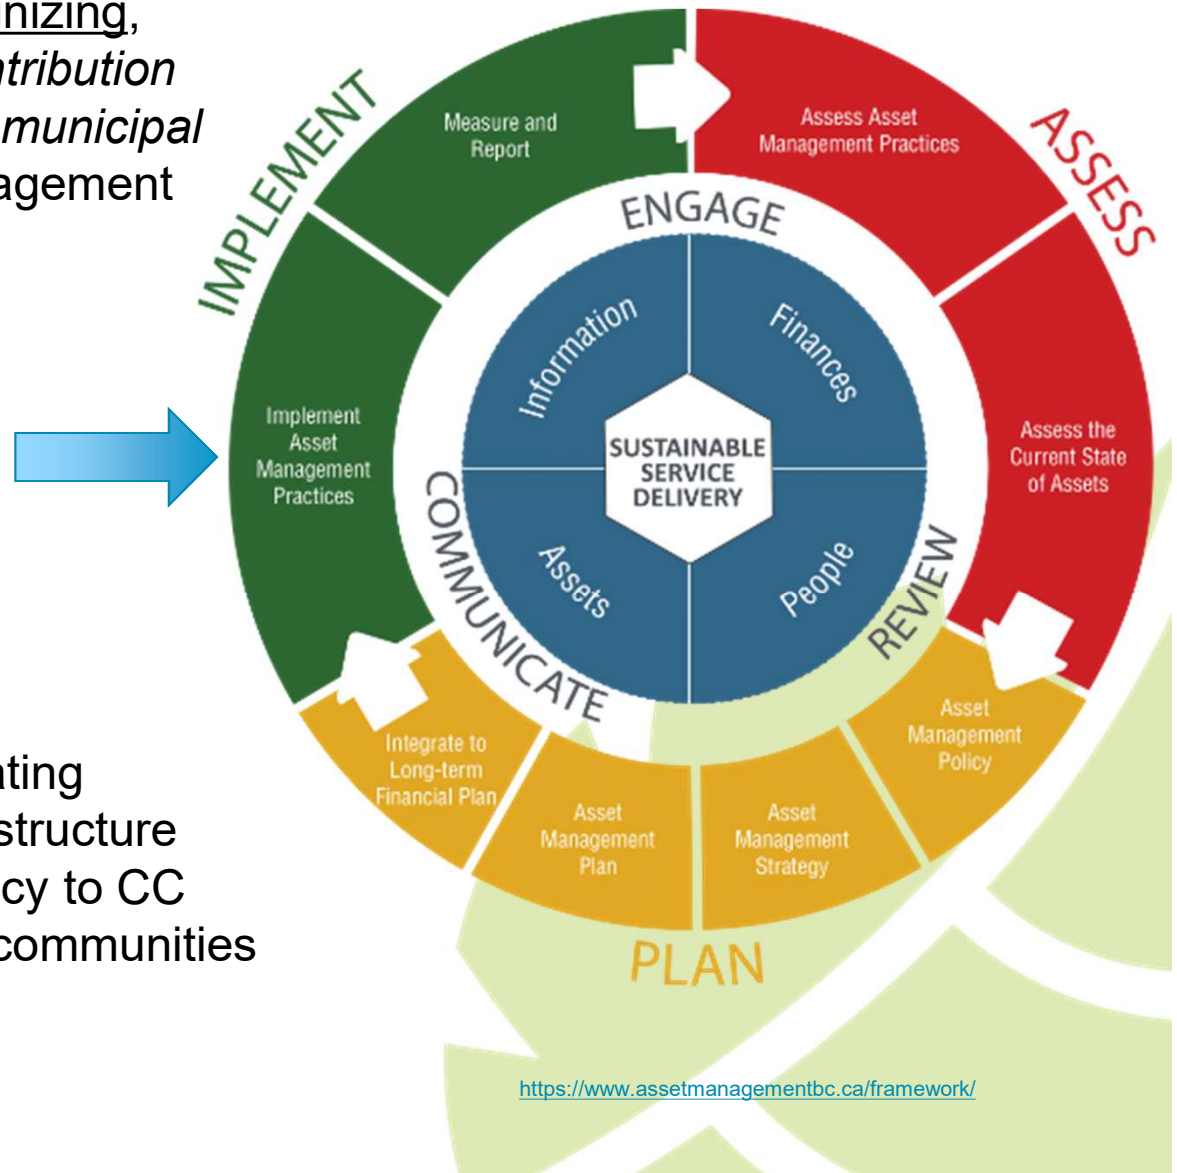 nizing,
ntribution
municipal
agement
IMPLEMENT
ASSESS
PLAN
Measure and
Report
Assess Asset
Management Practices
Assess the
Current State
of Assets
Asset
Management
Policy
Asset
Management
Strategy
Asset
Management
Plan
Integrate to
Long-term
Financial Plan
Implement
Asset
Management
Practices
ENGAGE
REVIEW
COMMUNICATE
Information
Finances
People
Assets
SUSTAINABLE
SERVICE
DELIVERY
ating
structure
cy to CC
communities
https://www.assetmanagementbc.ca/framework/